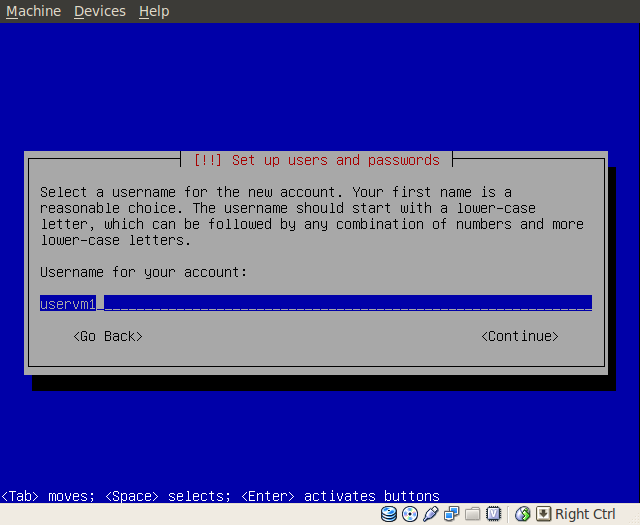 Machine Devices Help
[!!] Set up users and passwords
Select a username for the new account. Your first name is a
reasonable choice. The username should start with a lower-case
letter, which can be followed by any combination of numbers and more
lower-case letters.
Username for your account:
uservm1
<Go Back> <Continue>
<Tab> moves; <Space> selects; <Enter> activates buttons
Right Ctrl